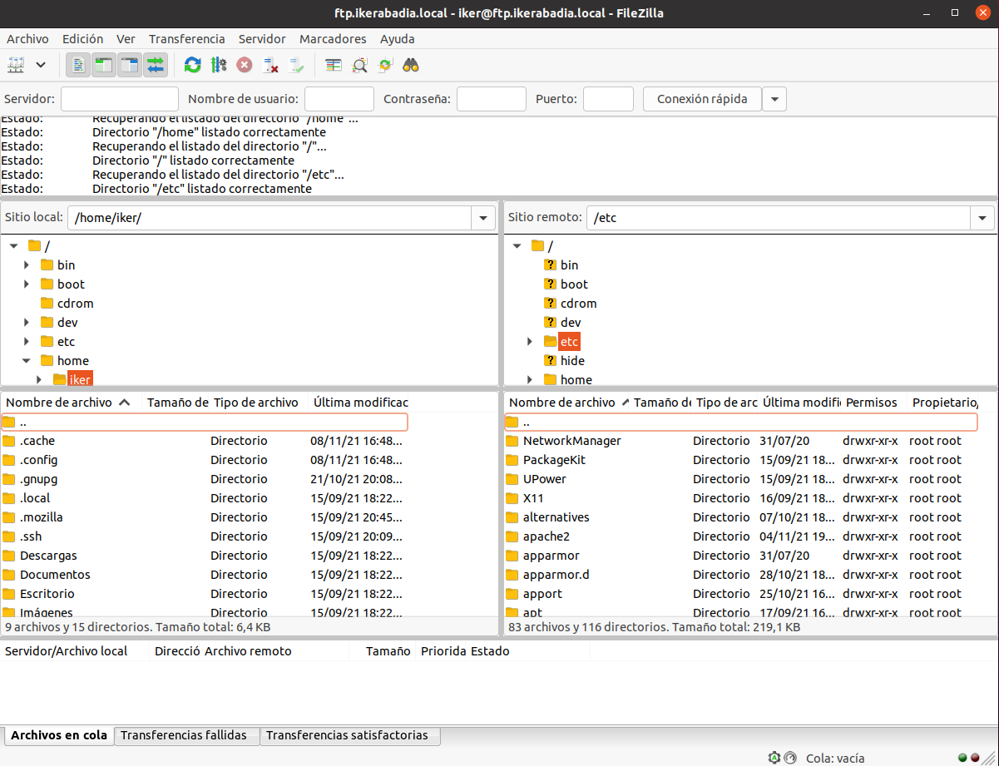 ftp.ikerabadia.local - iker@ftp.ikerabadia.local - FileZilla
Archivo Edición Ver Transferencia Servidor Marcadores Ayuda
Servidor: Nombre de usuario: Contraseña: Puerto: Conexión rápida
Estado: Recuperando el listado del directorio "/home"...
Estado: Directorio "/home" listado correctamente
Estado: Recuperando el listado del directorio "/"...
Estado: Directorio "/" listado correctamente
Estado: Recuperando el listado del directorio "/etc"...
Estado: Directorio "/etc" listado correctamente
Sitio local: /home/iker/
/
bin
boot
cdrom
dev
etc
home
iker
Nombre de archivo Tamaño de Tipo de archivo Última modificac
..
.cache Directorio 08/11/21 16:48...
.config Directorio 08/11/21 16:48...
.gnupg Directorio 21/10/21 20:08...
.local Directorio 15/09/21 18:22...
.mozilla Directorio 15/09/21 20:45...
.ssh Directorio 15/09/21 20:09...
Descargas Directorio 15/09/21 18:22...
Documentos Directorio 15/09/21 18:22...
Escritorio Directorio 15/09/21 18:22...
Imágenes Directorio 15/09/21 18:22...
9 archivos y 15 directorios. Tamaño total: 6,4 KB
Sitio remoto: /etc
/
? bin
? boot
? cdrom
? dev
etc
? hide
home
Nombre de archivo Tamaño de Tipo de arc Última modifi Permisos Propietario/
..
NetworkManager Directorio 31/07/20 drwxr-xr-x root root
PackageKit Directorio 15/09/21 18... drwxr-xr-x root root
UPower Directorio 15/09/21 18... drwxr-xr-x root root
X11 Directorio 16/09/21 18... drwxr-xr-x root root
alternatives Directorio 07/10/21 18... drwxr-xr-x root root
apache2 Directorio 04/11/21 19... drwxr-xr-x root root
apparmor Directorio 31/07/20 drwxr-xr-x root root
apparmor.d Directorio 28/10/21 18... drwxr-xr-x root root
apport Directorio 25/10/21 16... drwxr-xr-x root root
apt Directorio 17/09/21 16... drwxr-xr-x root root
83 archivos y 116 directorios. Tamaño total: 219,1 KB
Servidor/Archivo local Direcció Archivo remoto Tamaño Priorida Estado
Archivos en cola Transferencias fallidas Transferencias satisfactorias
Cola: vacía